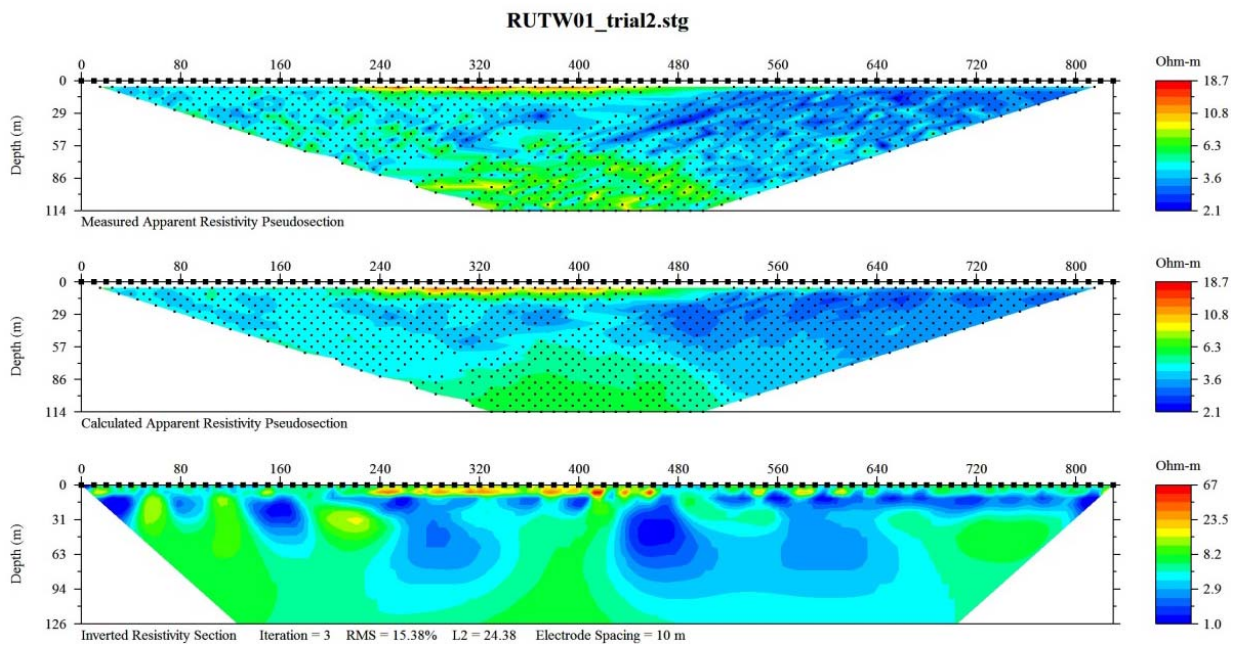 RUTW01_trial2.stg
0 80 160 240 320 400 480 560 640 720 800
Ohm-m
0
29
57
86
114
Depth (m)
18.7
10.8
6.3
3.6
2.1
Measured Apparent Resistivity Pseudosection
0 80 160 240 320 400 480 560 640 720 800
Ohm-m
0
29
57
86
114
Depth (m)
18.7
10.8
6.3
3.6
2.1
Calculated Apparent Resistivity Pseudosection
0 80 160 240 320 400 480 560 640 720 800
Ohm-m
0
31
63
94
126
Depth (m)
67
23.5
8.2
2.9
1.0
Inverted Resistivity Section Iteration = 3 RMS = 15.38% L2 = 24.38 Electrode Spacing = 10 m